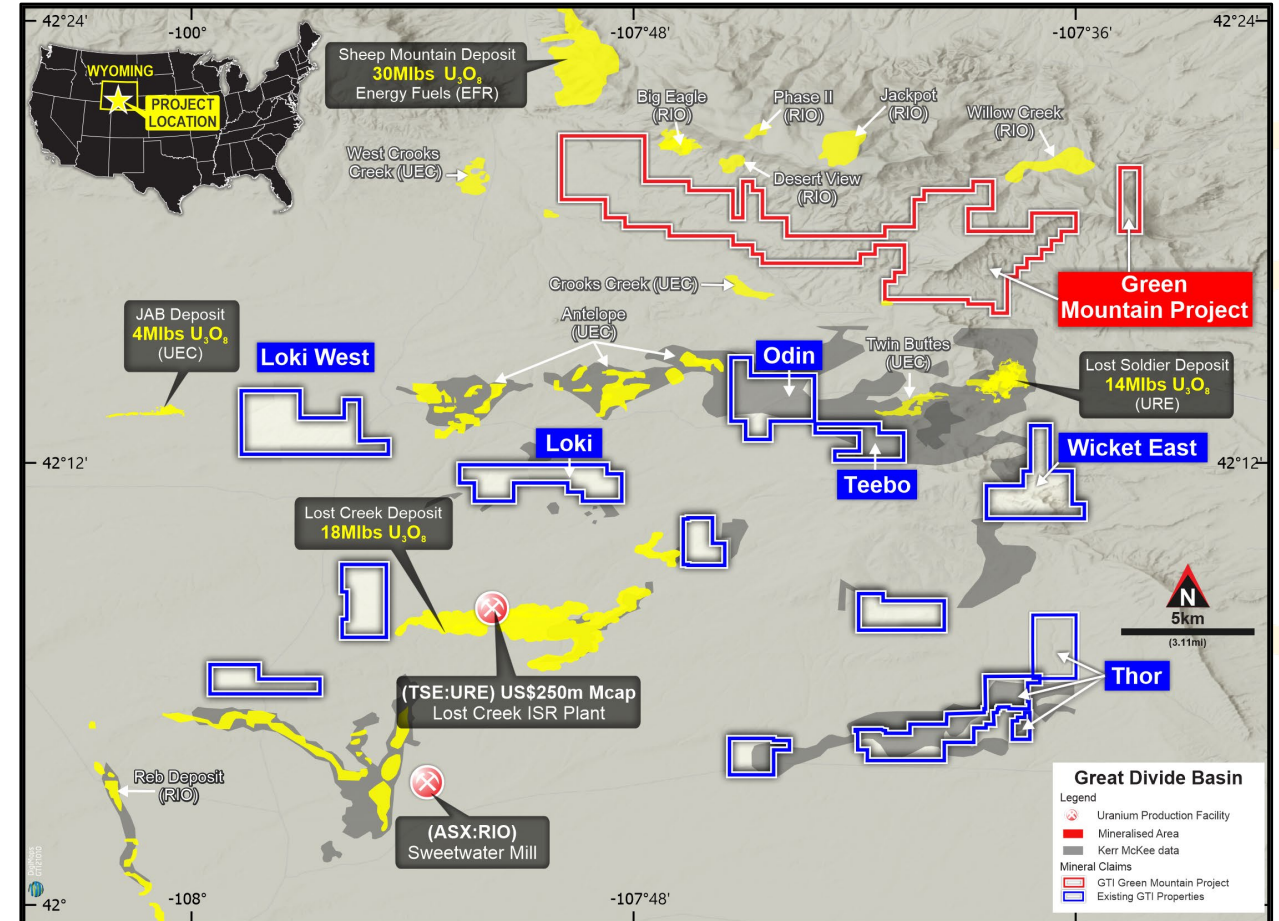 42°24'
-100°
-107°48'
-107°36'
42°24'
WYOMING
PROJECT
LOCATION
Sheep Mountain Deposit
30Mlbs U₃O₈
Energy Fuels (EFR)
Big Eagle
(RIO)
Phase II
(RIO)
Jackpot
(RIO)
Willow Creek
(RIO)
West Crooks
Creek (UEC)
Desert View
(RIO)
Crooks Creek (UEC)
Green
Mountain Project
JAB Deposit
4Mlbs U₃O₈
(UEC)
Loki West
Antelope
(UEC)
Odin
Twin Buttes
(UEC)
Lost Soldier Deposit
14Mlbs U₃O₈
(URE)
42°12'
Loki
Teebo
Wicket East
42°12'
Lost Creek Deposit
18Mlbs U₃O₈
N
5km
(3.11mi)
(TSE:URE) US$250m Mcap
Lost Creek ISR Plant
Thor
Reb Deposit
(RIO)
(ASX:RIO)
Sweetwater Mill
Great Divide Basin
Legend
Uranium Production Facility
Mineralised Area
Kerr McKee data
Mineral Claims
GTI Green Mountain Project
Existing GTI Properties
42°
-108°
-107°48'
-107°36'